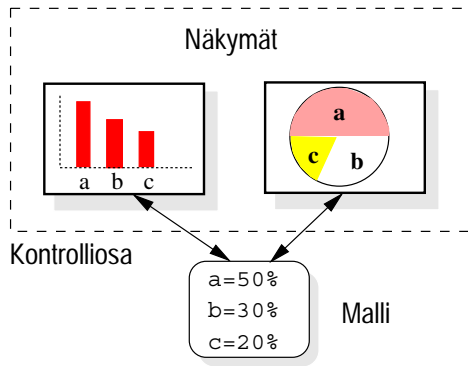 Näkymät
a b c
a
c b
Kontrolliosa
a=50%
b=30%
c=20%
Malli